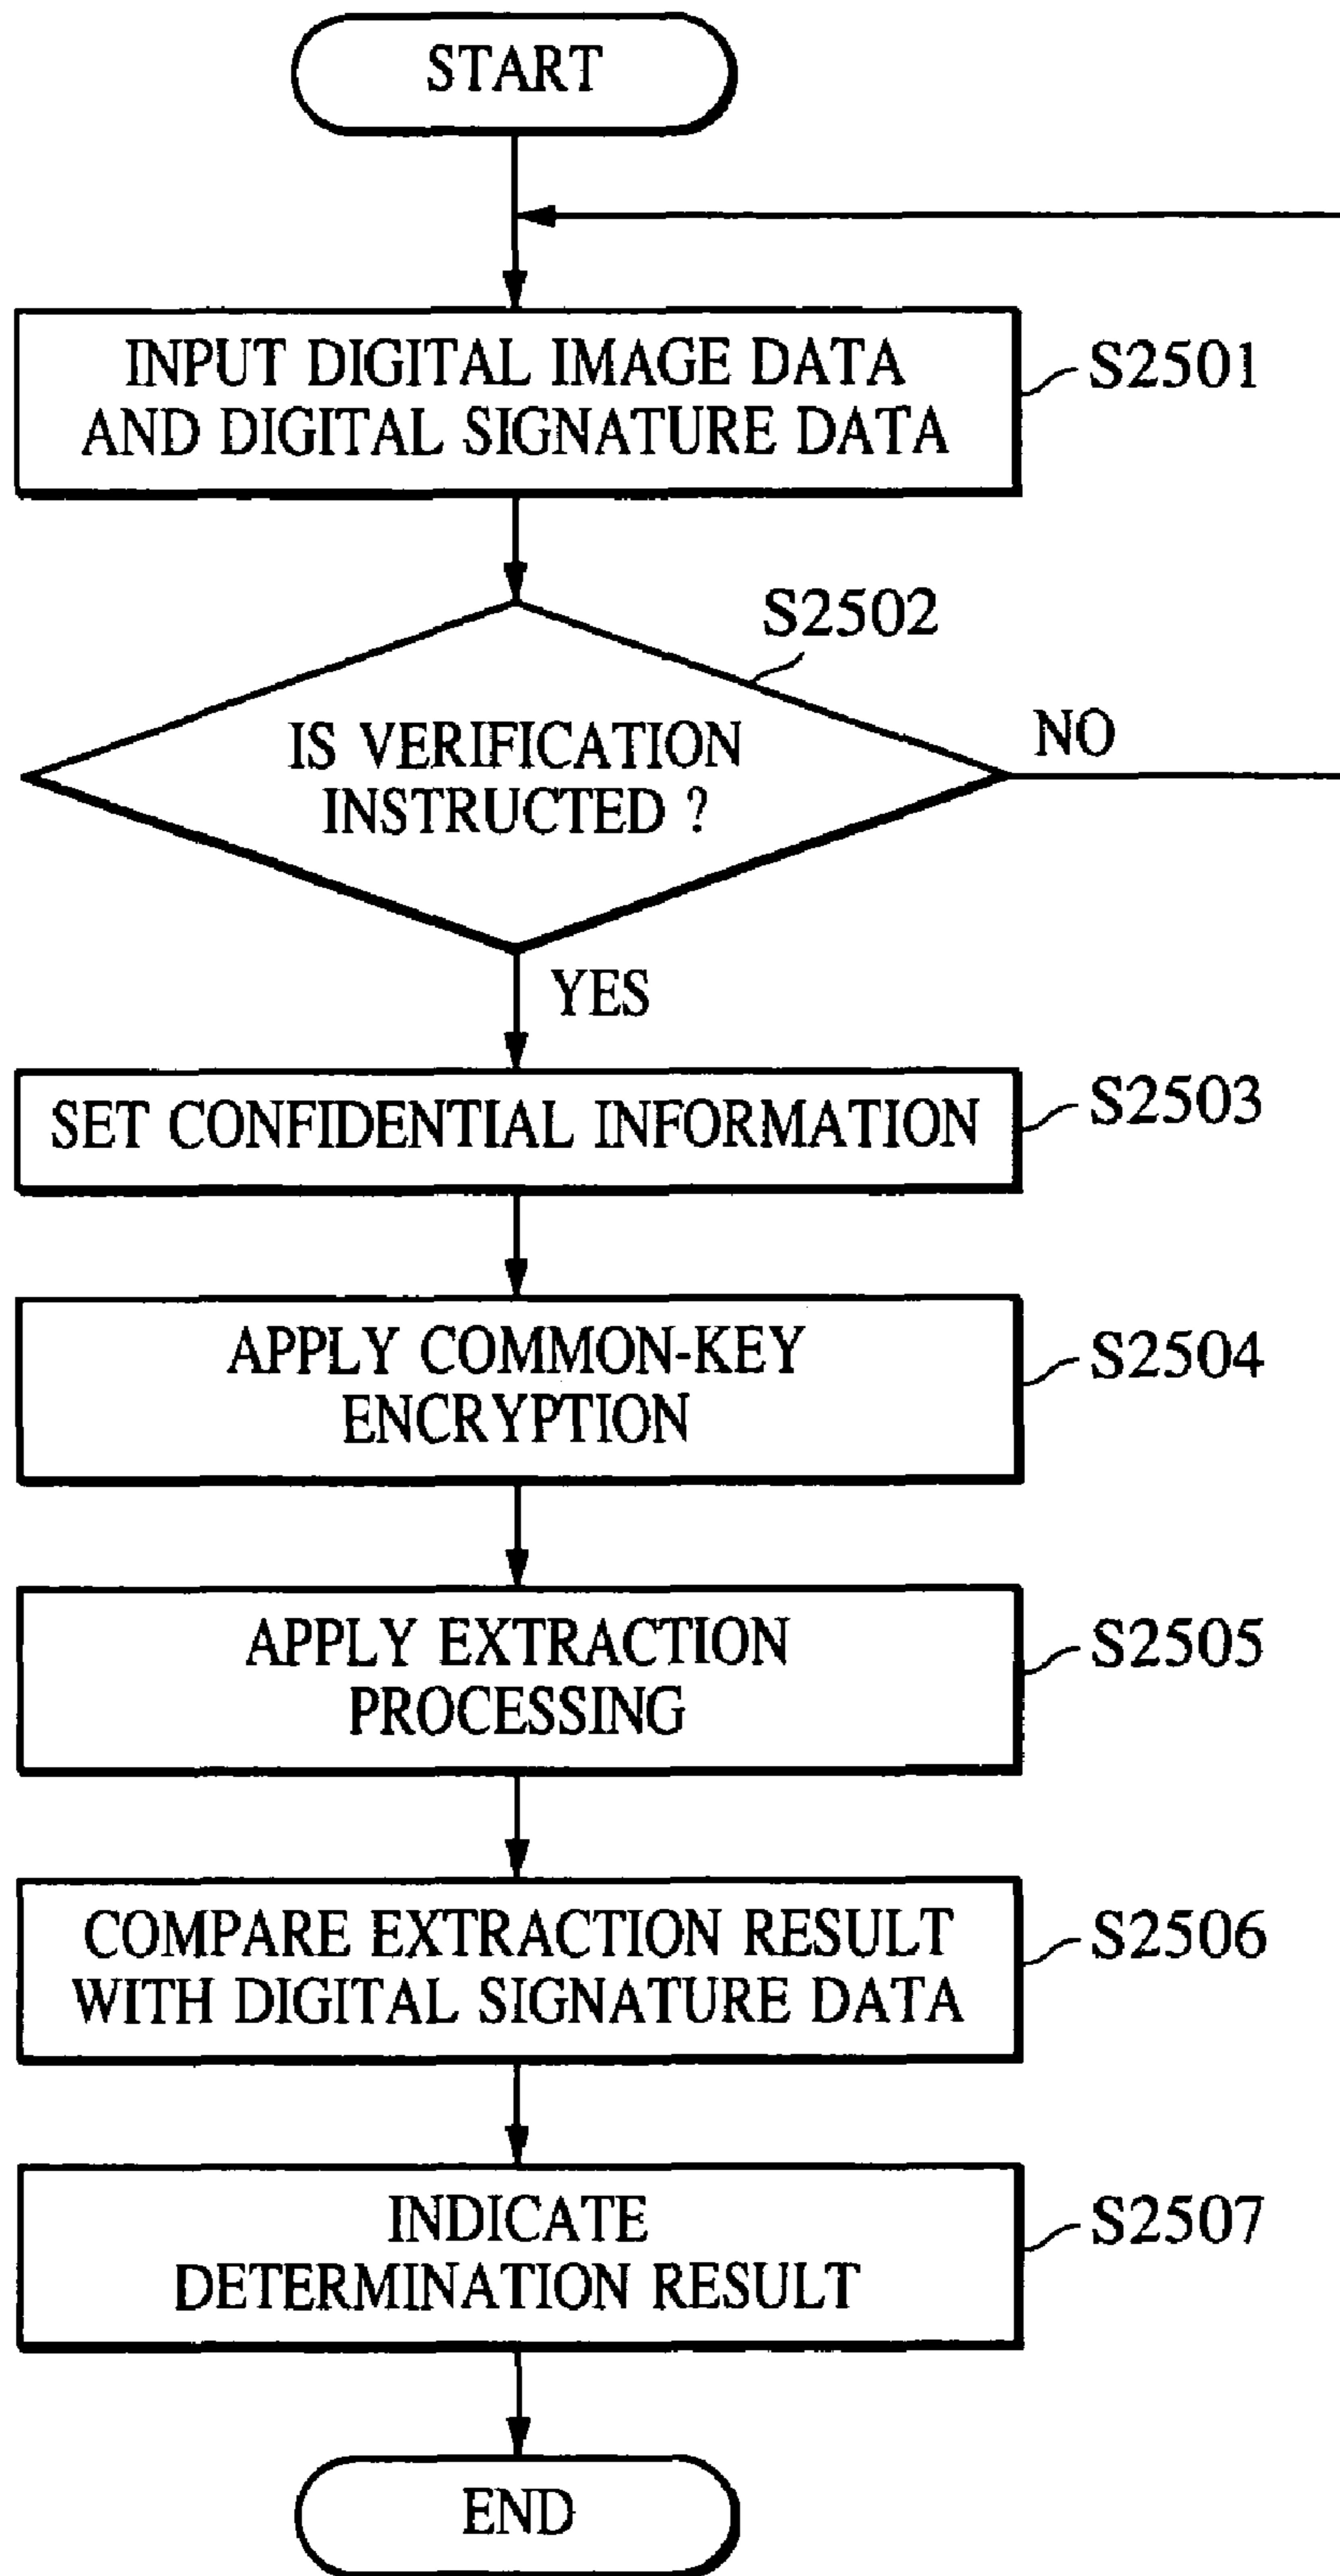 START
INPUT DIGITAL IMAGE DATA
AND DIGITAL SIGNATURE DATA
S2501
S2502
IS VERIFICATION
INSTRUCTED ?
NO
YES
SET CONFIDENTIAL INFORMATION
S2503
APPLY COMMON-KEY
ENCRYPTION
S2504
APPLY EXTRACTION
PROCESSING
S2505
COMPARE EXTRACTION RESULT
WITH DIGITAL SIGNATURE DATA
S2506
INDICATE
DETERMINATION RESULT
S2507
END